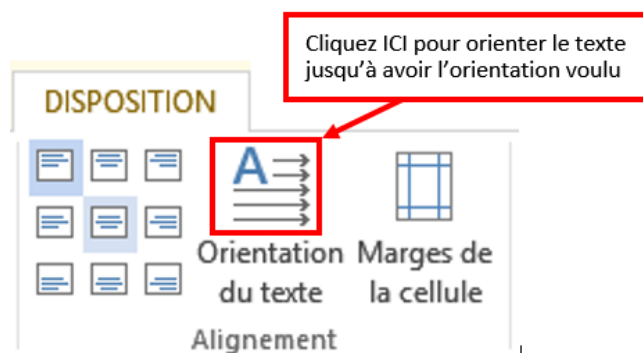 Cliquez ICI pour orienter le texte
jusqu'à avoir l'orientation voulu
DISPOSITION
A
Orientation
du texte
Marges de
la cellule
Alignement